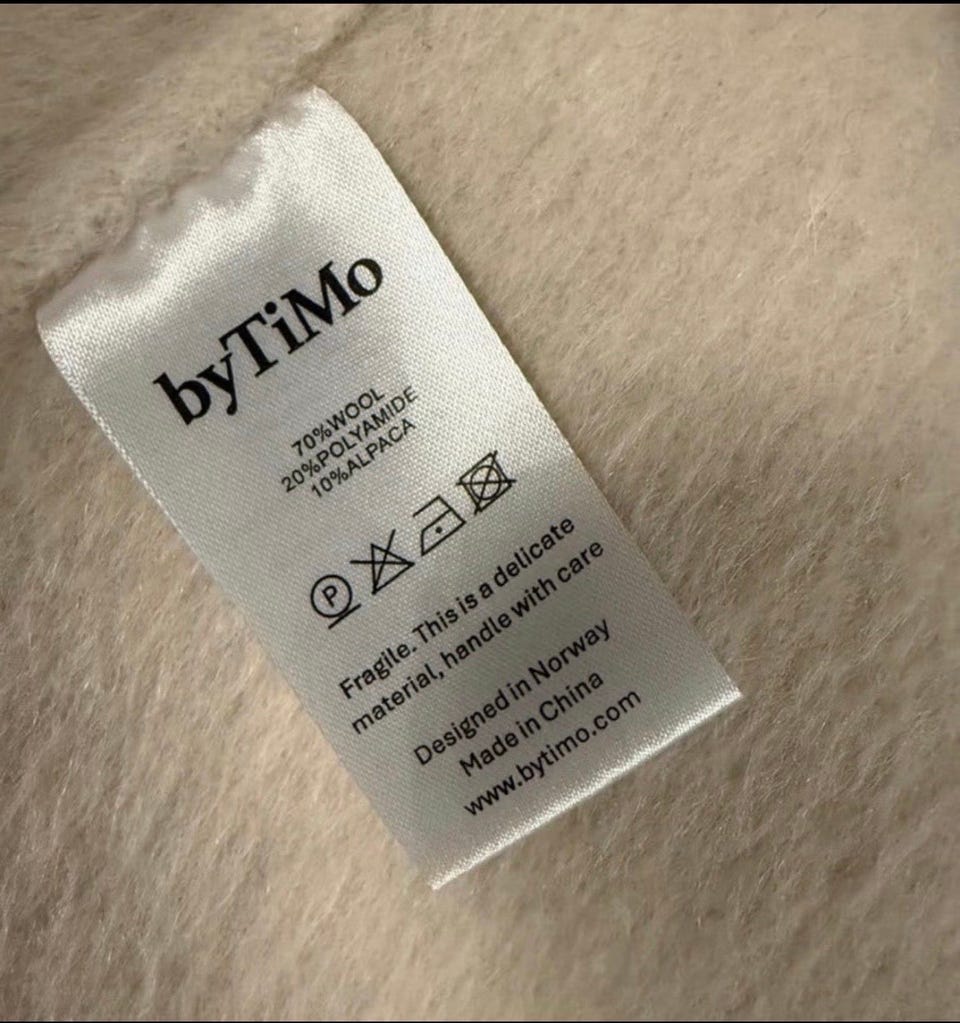 byTiMo
70%WOOL
20%POLYAMIDE
10%ALPACA
P
Fragile. This is a delicate
material, handle with care
Designed in Norway
Made in China
www.bytimo.com